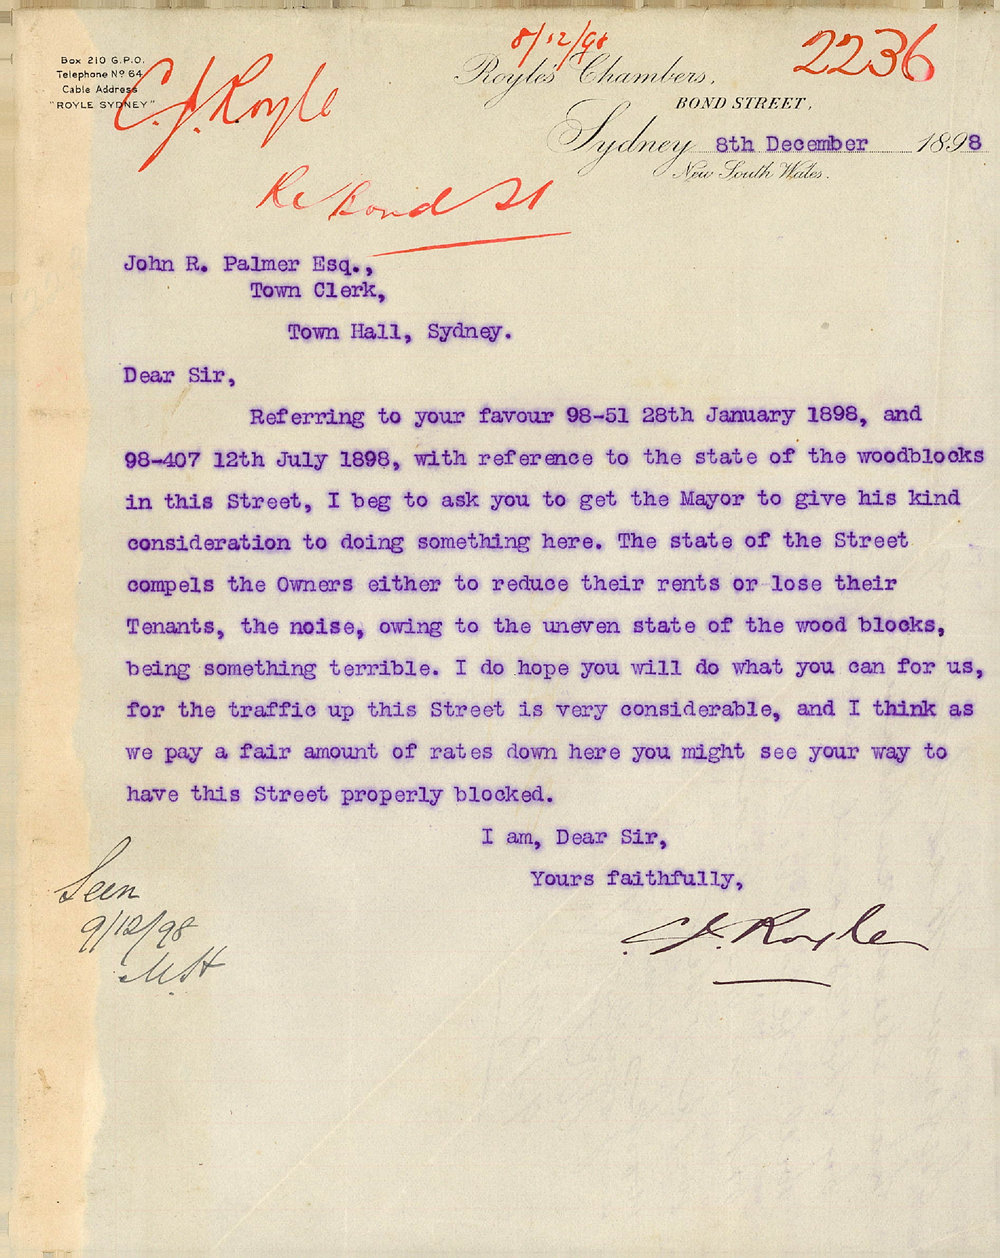 8/12/98
2236
Box 210 G.P.O.
Telephone Nº 64
Cable Address
"ROYLE SYDNEY"
C. J. Royle
Royle's Chambers,
BOND STREET,
Sydney 8th December 1898
New South Wales.
Re Bond St
John R. Palmer Esq.,
Town Clerk,
Town Hall, Sydney.
Dear Sir,
Referring to your favour 98-51 28th January 1898, and
98-407 12th July 1898, with reference to the state of the woodblocks
in this Street, I beg to ask you to get the Mayor to give his kind
consideration to doing something here. The state of the Street
compels the Owners either to reduce their rents or lose their
Tenants, the noise, owing to the uneven state of the wood blocks,
being something terrible. I do hope you will do what you can for us,
for the traffic up this Street is very considerable, and I think as
we pay a fair amount of rates down here you might see your way to
have this Street properly blocked.
I am, Dear Sir,
Yours faithfully,
C. J. Royle
Seen
9/12/98
M.H